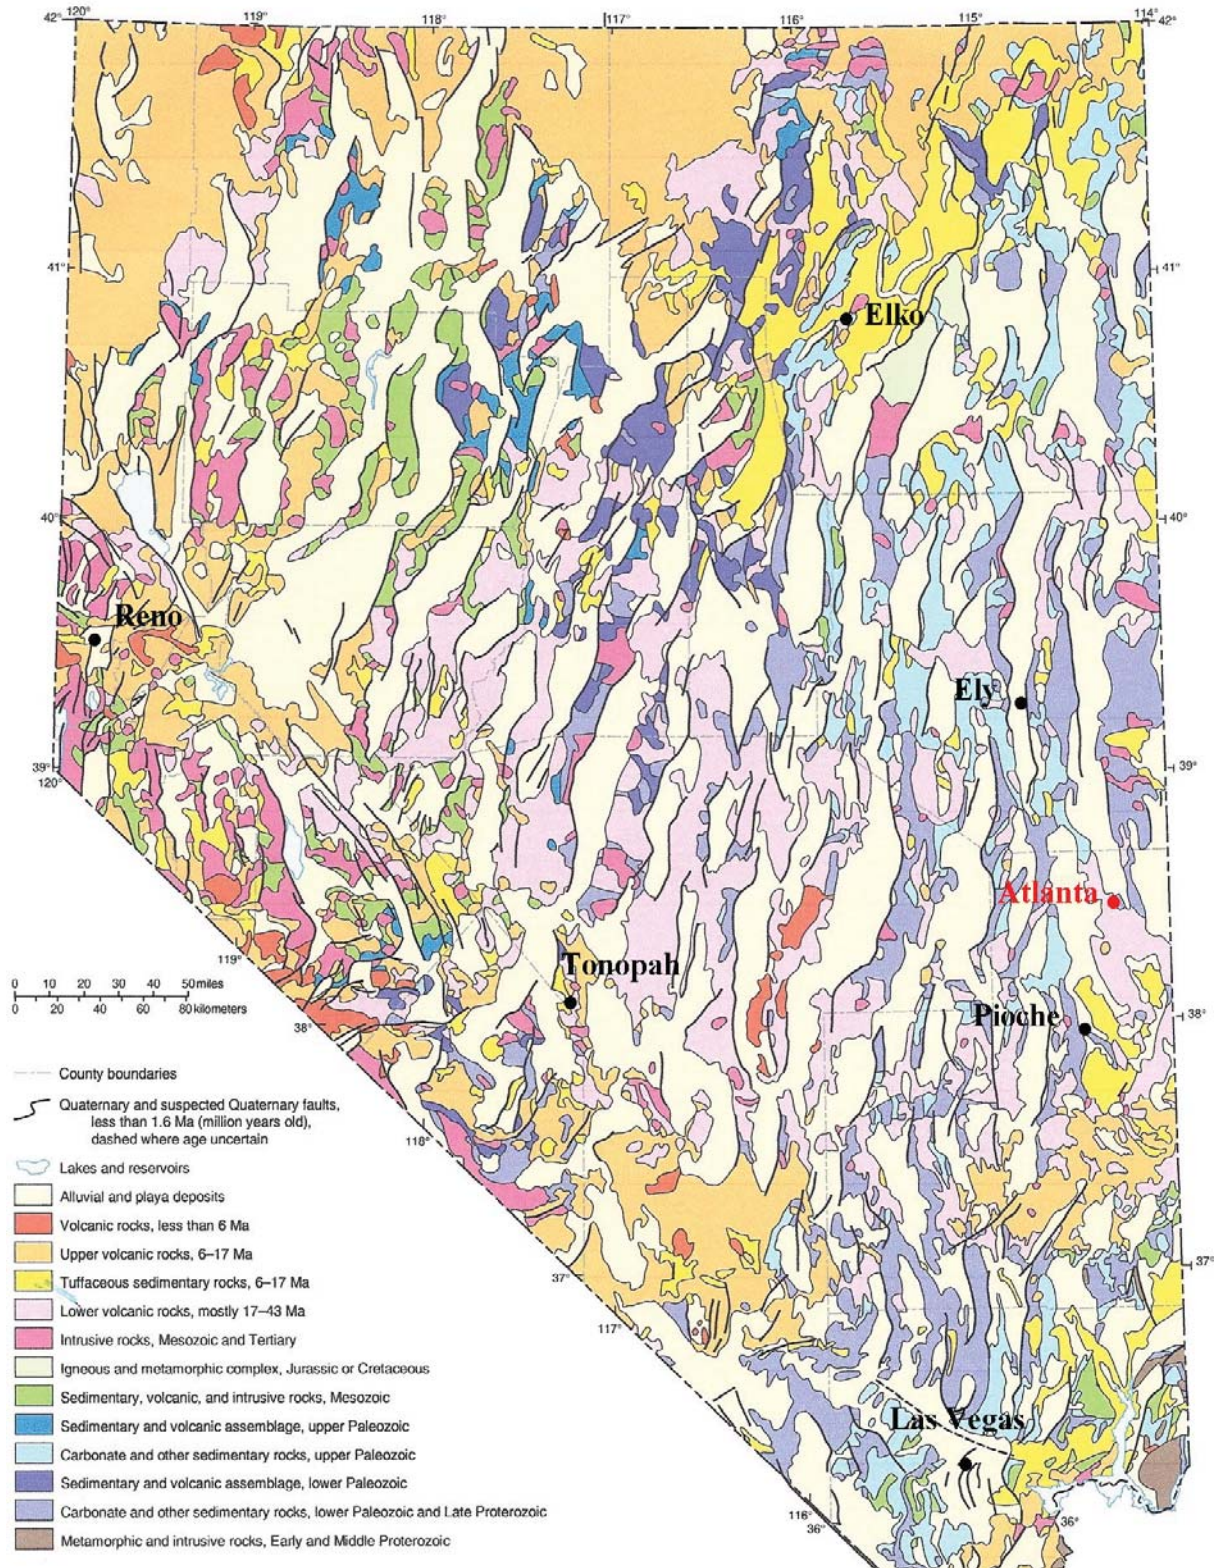 42° 120°
119°
118°
117°
116°
115°
114°
42°
41°
41°
Elko
40°
40°
Reno
Ely
39°
120°
39°
Atlanta
119°
Tonopah
0 10 20 30 40 50 miles
0 20 40 60 80 kilometers
38°
Pioche
38°
County boundaries
Quaternary and suspected Quaternary faults,
less than 1.6 Ma (million years old),
dashed where age uncertain
118°
Lakes and reservoirs
Alluvial and playa deposits
Volcanic rocks, less than 6 Ma
Upper volcanic rocks, 6–17 Ma
37°
37°
Tuffaceous sedimentary rocks, 6–17 Ma
Lower volcanic rocks, mostly 17–43 Ma
117°
Intrusive rocks, Mesozoic and Tertiary
Igneous and metamorphic complex, Jurassic or Cretaceous
Sedimentary, volcanic, and intrusive rocks, Mesozoic
Las Vegas
Sedimentary and volcanic assemblage, upper Paleozoic
Carbonate and other sedimentary rocks, upper Paleozoic
Sedimentary and volcanic assemblage, lower Paleozoic
Carbonate and other sedimentary rocks, lower Paleozoic and Late Proterozoic
116°
36°
36°
Metamorphic and intrusive rocks, Early and Middle Proterozoic